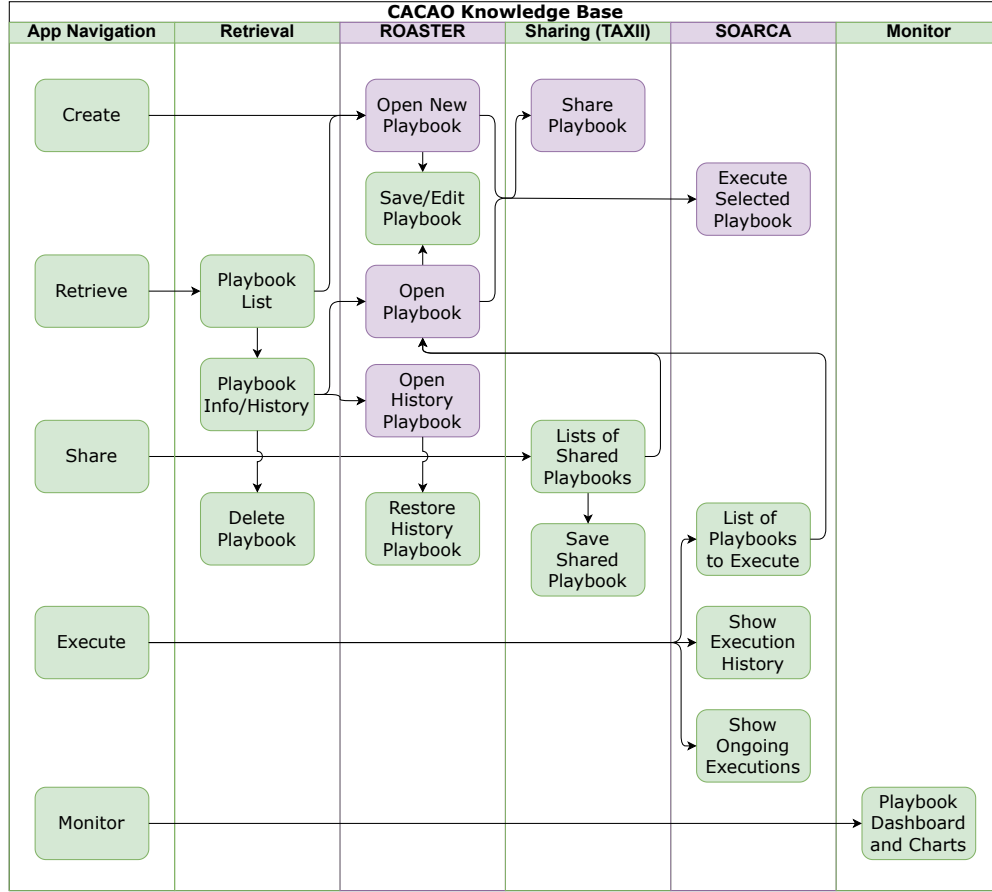 CACAO Knowledge Base
App Navigation
Retrieval
ROASTER
Sharing (TAXII)
SOARCA
Monitor
Create
Open New
Playbook
Share
Playbook
Save/Edit
Playbook
Execute
Selected
Playbook
Retrieve
Playbook
List
Open
Playbook
Playbook
Info/History
Open
History
Playbook
Share
Lists of
Shared
Playbooks
Delete
Playbook
Restore
History
Playbook
Save
Shared
Playbook
List of
Playbooks
to Execute
Execute
Show
Execution
History
Show
Ongoing
Executions
Monitor
Playbook
Dashboard
and Charts